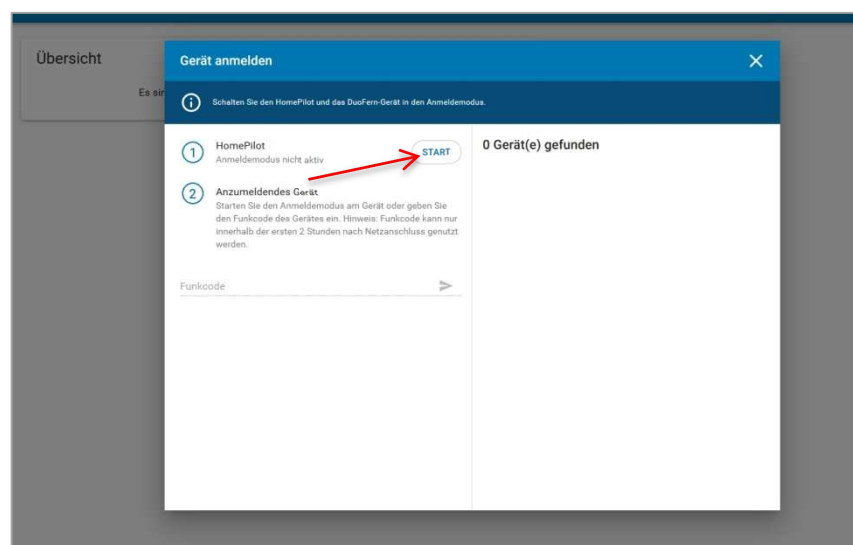 Übersicht
Es sin
Gerät anmelden
Schalten Sie den HomePilot und das DuoFern-Gerät in den Anmeldemodus.
1
HomePilot
Anmeldemodus nicht aktiv
START
2
Anzumeldendes Gerät
Starten Sie den Anmeldemodus am Gerät oder geben Sie
den Funkcode des Gerätes ein. Hinweis: Funkcode kann nur
innerhalb der ersten 2 Stunden nach Netzanschluss genutzt
werden.
Funkcode
0 Gerät(e) gefunden